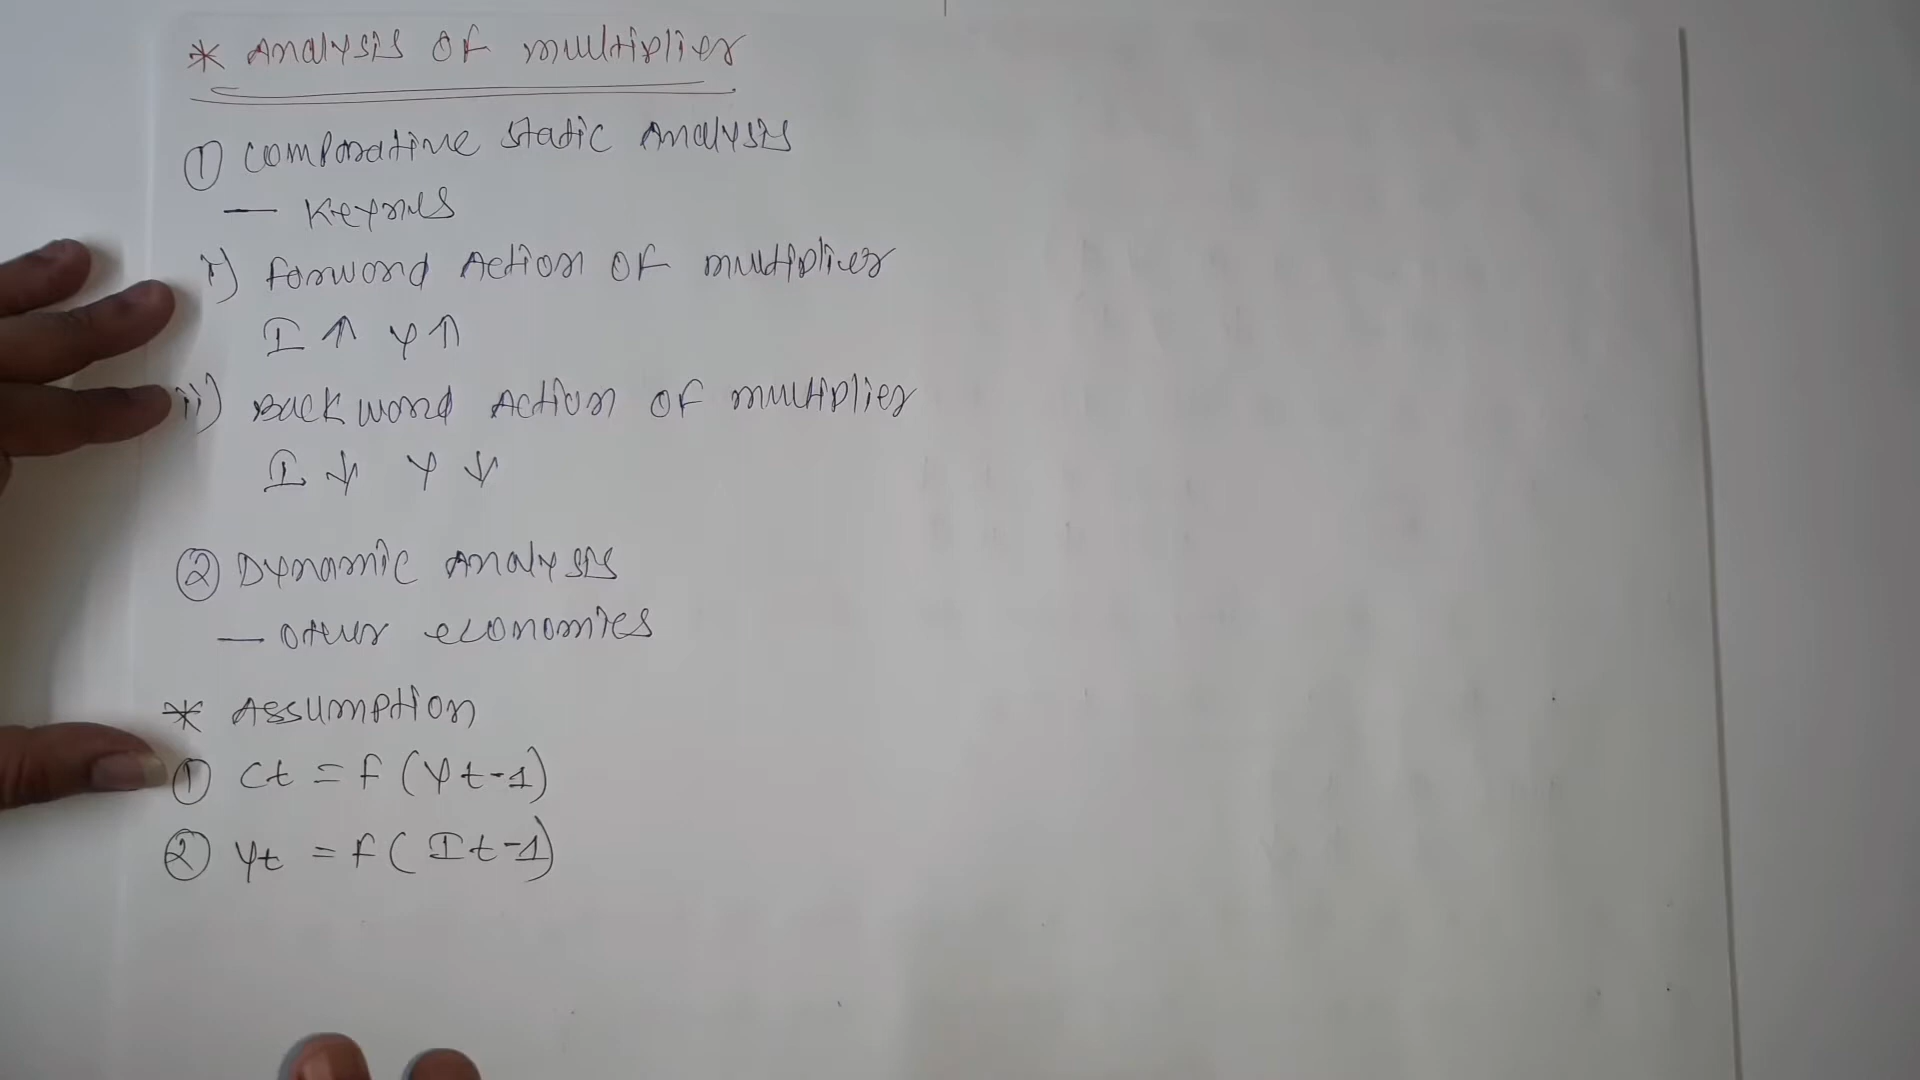 * Analysis of multiplier
① comparative static Analysis
— Keynes
i) forword Action of multiplier
I ↑ Y ↑
ii) Backword Action of multiplier
I ↓ Y ↓
② Dynamic Analysis
— other economies
* Assumption
① Ct = f (Yt-1)
② Yt = f ( It-1)